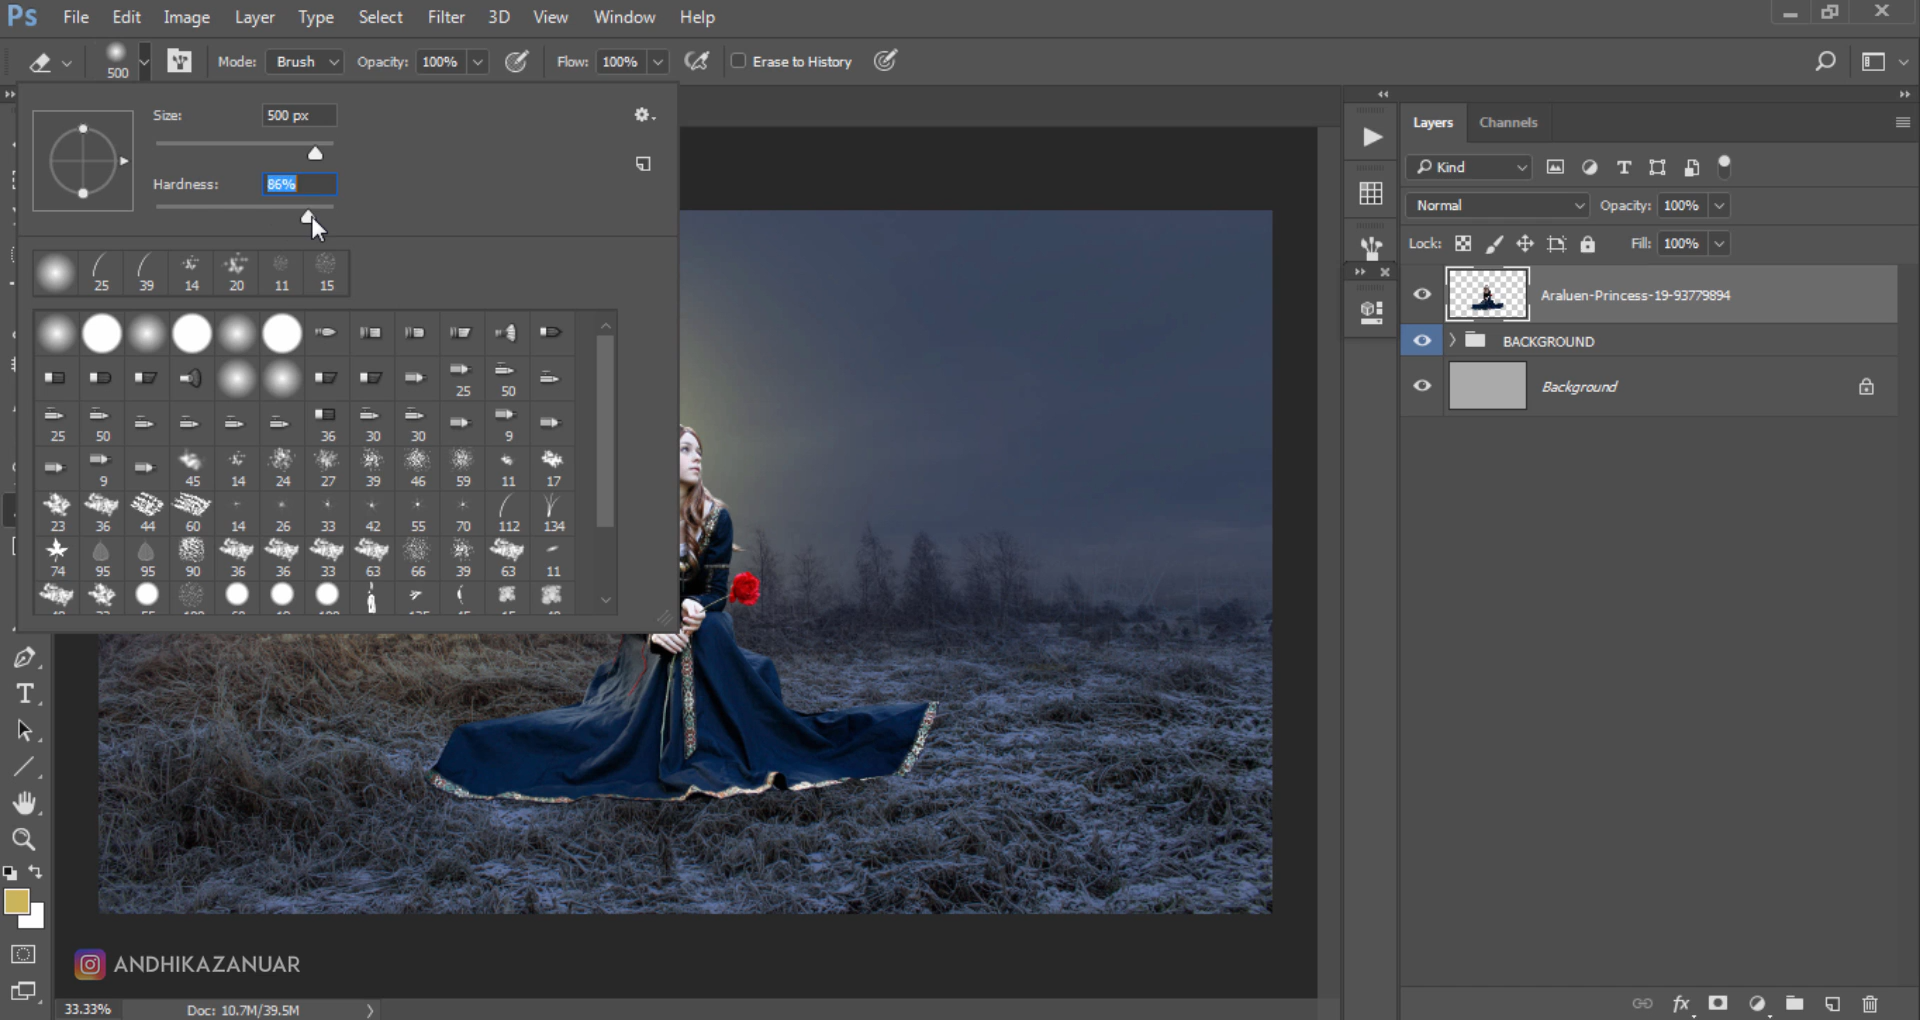 Ps File Edit Image Layer Type Select Filter 3D View Window Help
500 Mode: Brush Opacity: 100% Flow: 100% Erase to History
Size: 500 px
Hardness: 86%
25 39 14 20 11 15
25 50
25 50 36 30 30 9
9 45 14 24 27 39 46 59 11 17
23 36 44 60 14 26 33 42 55 70 112 134
74 95 95 90 36 36 33 63 66 39 63 11
Layers Channels
Kind
Normal Opacity: 100%
Lock: Fill: 100%
Araluen-Princess-19-93779894
BACKGROUND
Background
ANDHIKAZANUAR
33.33% Doc: 10.7M/39.5M